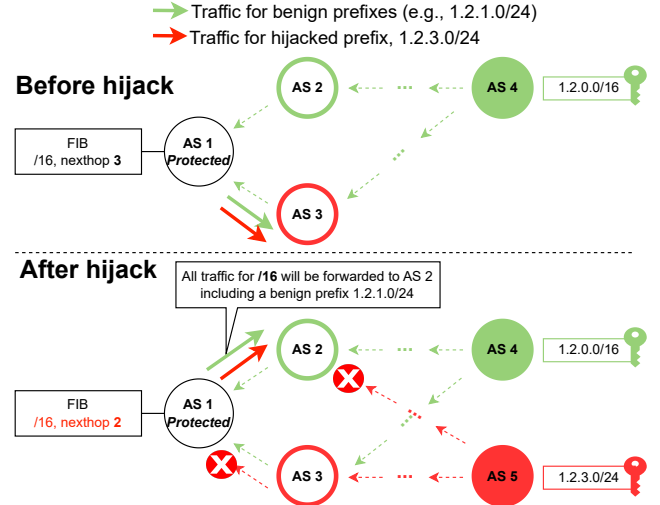 Traffic for benign prefixes (e.g., 1.2.1.0/24)
Traffic for hijacked prefix, 1.2.3.0/24
Before hijack
AS 2
...
AS 4
1.2.0.0/16
FIB
/16, nexthop 3
AS 1
Protected
...
AS 3
After hijack
All traffic for /16 will be forwarded to AS 2
including a benign prefix 1.2.1.0/24
AS 2
...
AS 4
1.2.0.0/16
FIB
/16, nexthop 2
AS 1
Protected
...
...
AS 3
...
AS 5
1.2.3.0/24